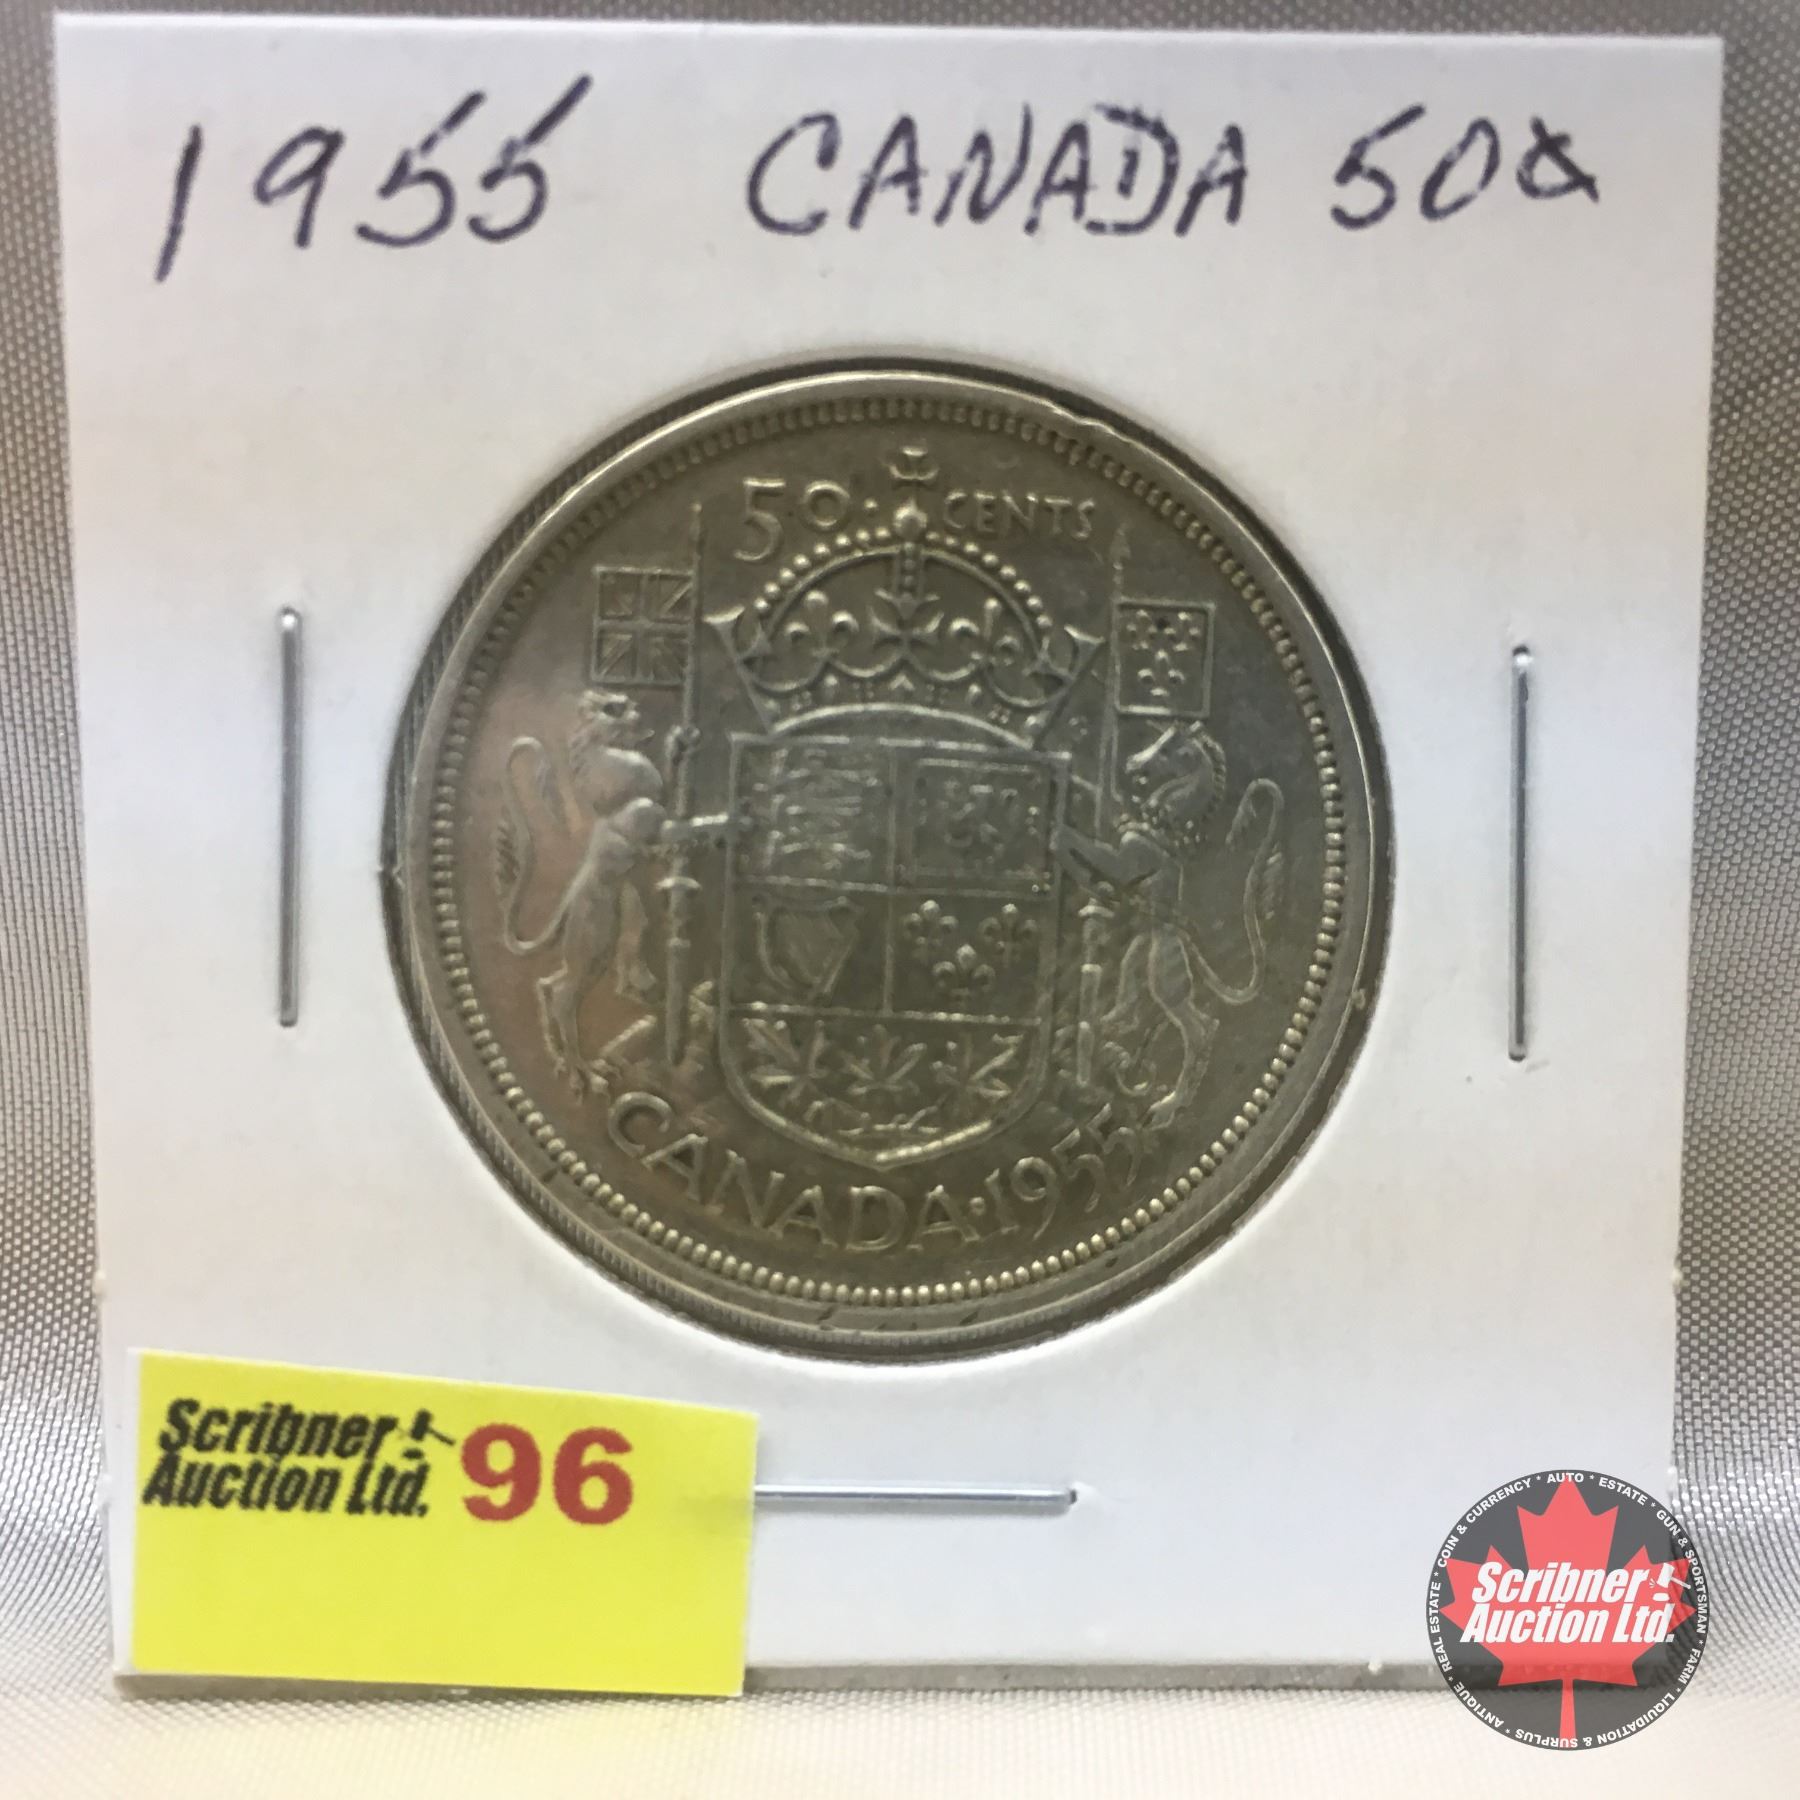 1955 CANADA 50¢
50 · CENTS
CANADA · 1955
Scribner
Auction Ltd.
96
ANTIQUE * REAL ESTATE * COIN & CURRENCY * AUTO * ESTATE * GUN & SPORTSMAN * FARM * LIQUIDATION & SURPLUS *
Scribner
Auction Ltd.